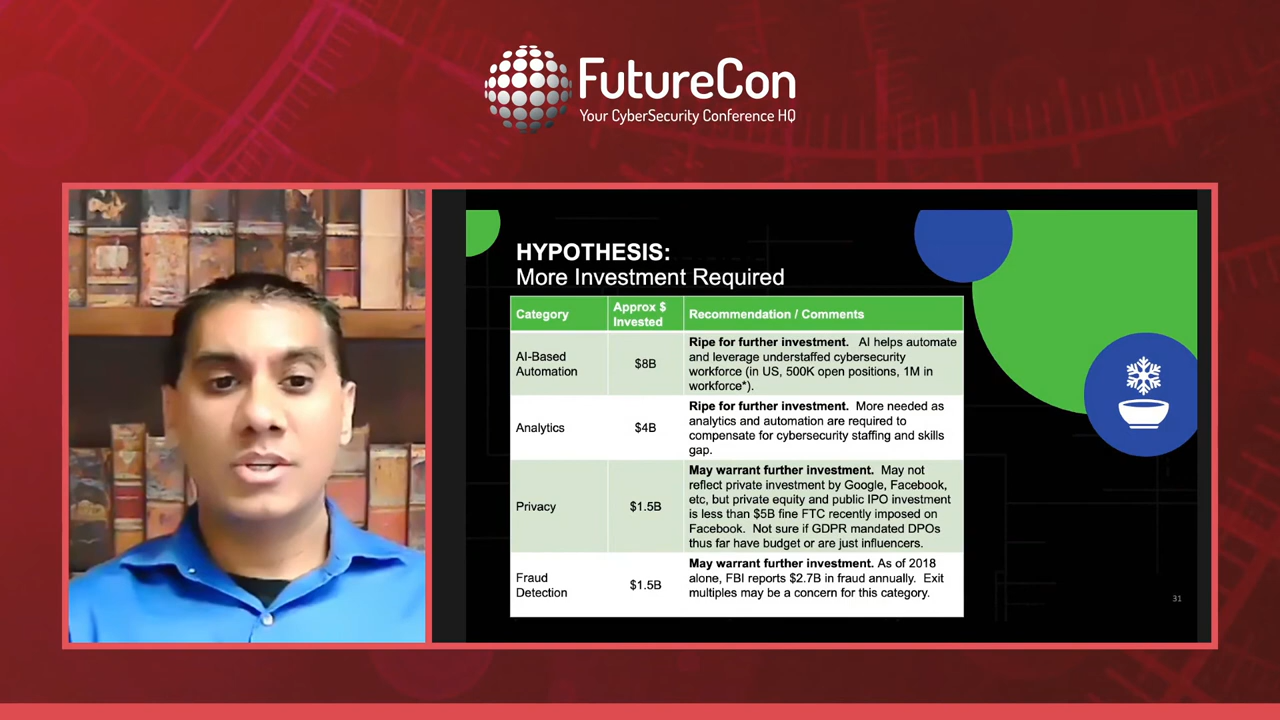 FutureCon
Your CyberSecurity Conference HQ
HYPOTHESIS:
More Investment Required
Category
Approx $
Invested
Recommendation / Comments
AI-Based
Automation
$8B
Ripe for further investment. AI helps automate
and leverage understaffed cybersecurity
workforce (in US, 500K open positions, 1M in
workforce*).
Analytics
$4B
Ripe for further investment. More needed as
analytics and automation are required to
compensate for cybersecurity staffing and skills
gap.
Privacy
$1.5B
May warrant further investment. May not
reflect private investment by Google, Facebook,
etc, but private equity and public IPO investment
is less than $5B fine FTC recently imposed on
Facebook. Not sure if GDPR mandated DPOs
thus far have budget or are just influencers.
Fraud
Detection
$1.5B
May warrant further investment. As of 2018
alone, FBI reports $2.7B in fraud annually. Exit
multiples may be a concern for this category.
31